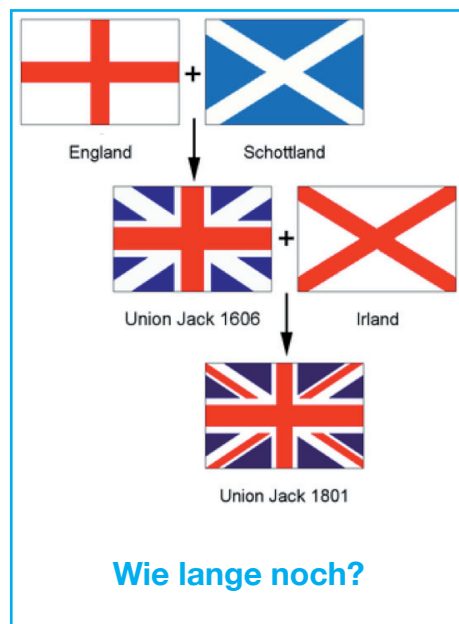 +
England
Schottland
+
Union Jack 1606
Irland
Union Jack 1801
Wie lange noch?